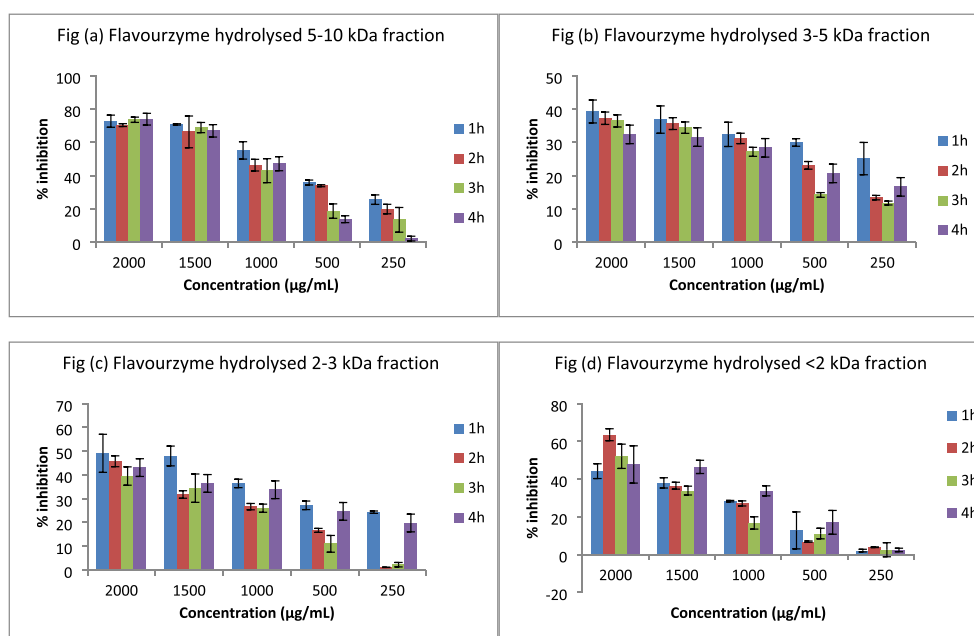 Fig (a) Flavourzyme hydrolysed 5-10 kDa fraction
100
80
60
40
20
0
% inhibition
2000 1500 1000 500 250
Concentration (µg/mL)
1h
2h
3h
4h
Fig (b) Flavourzyme hydrolysed 3-5 kDa fraction
50
40
30
20
10
0
% inhibition
2000 1500 1000 500 250
Concentration (µg/mL)
1h
2h
3h
4h
Fig (c) Flavourzyme hydrolysed 2-3 kDa fraction
70
60
50
40
30
20
10
0
% inhibition
2000 1500 1000 500 250
Concentration (µg/mL)
1h
2h
3h
4h
Fig (d) Flavourzyme hydrolysed <2 kDa fraction
80
60
40
20
0
-20
% inhibition
2000 1500 1000 500 250
Concentration (µg/mL)
1h
2h
3h
4h